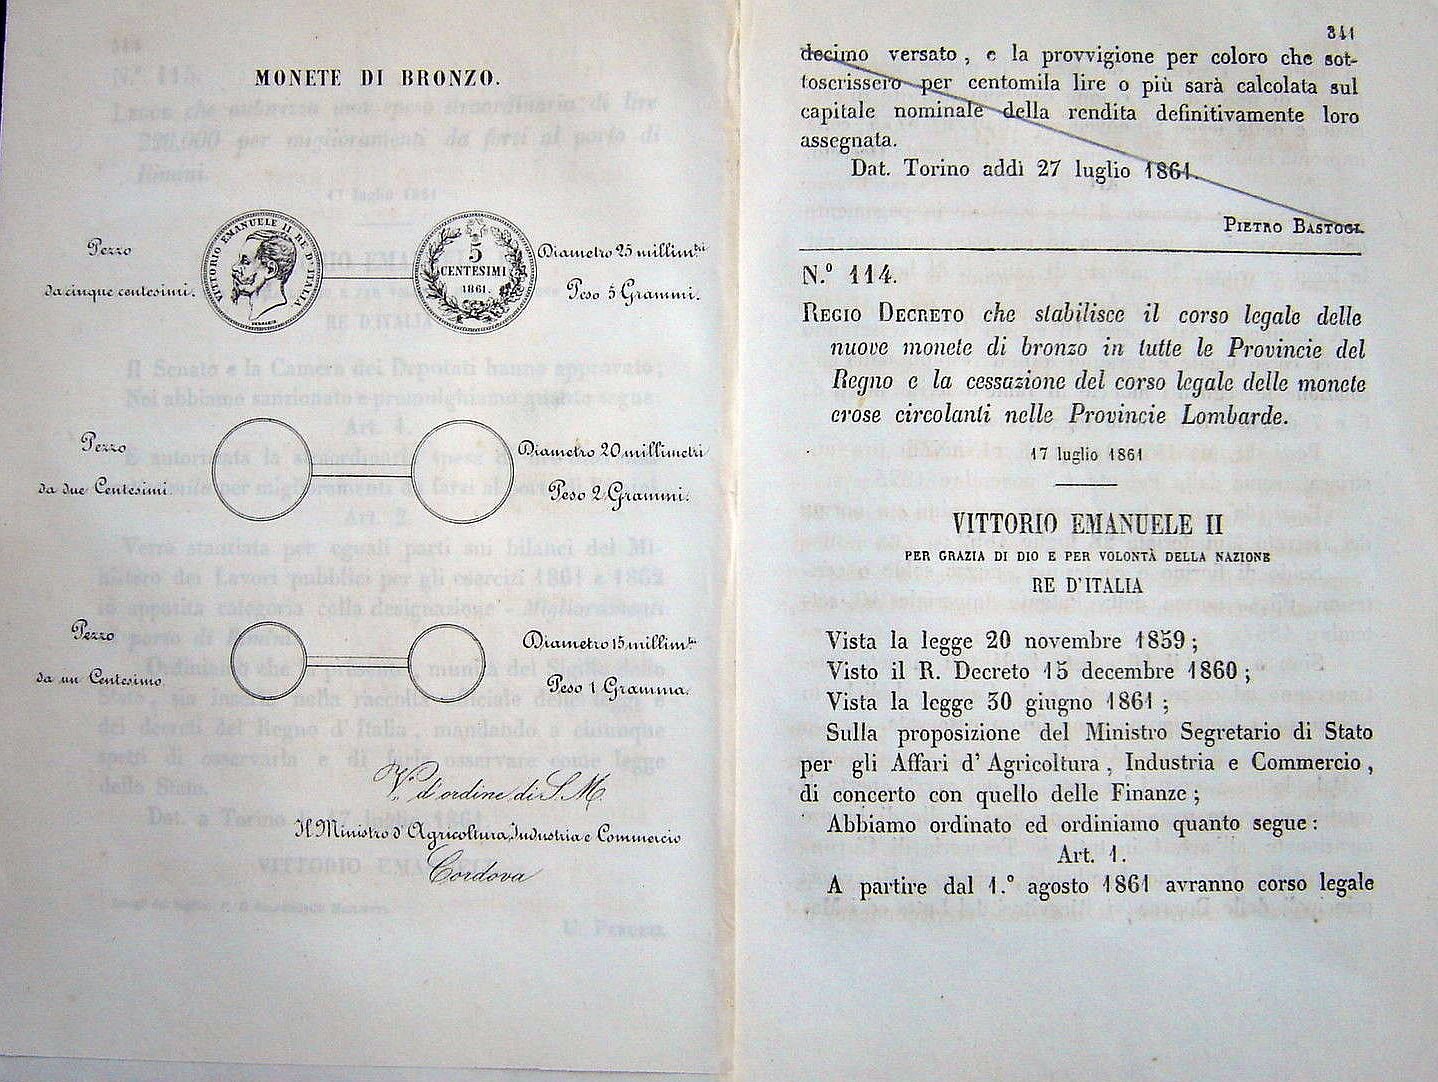 MONETE DI BRONZO.
Pezzo
da cinque centesimi.
VITTORIO EMANUELE II RE D'ITALIA
5
CENTESIMI
1861.
Diametro 25 millim.tri
Peso 5 Grammi.
Pezzo
da due Centesimi
Diametro 20 millimetri
Peso 2 Grammi.
Pezzo
da un Centesimo
Diametro 15 millim.tri
Peso 1 Gramma.
V. d'ordine di S. M.
Il Ministro d'Agricoltura, Industria e Commercio
Cordova
341
decimo versato, e la provvigione per coloro che sot-
toscrissero per centomila lire o più sarà calcolata sul
capitale nominale della rendita definitivamente loro
assegnata.
Dat. Torino addì 27 luglio 1861.
PIETRO BASTOGI.
N.º 114.
REGIO DECRETO che stabilisce il corso legale delle
nuove monete di bronzo in tutte le Provincie del
Regno e la cessazione del corso legale delle monete
erose circolanti nelle Provincie Lombarde.
17 luglio 1861
VITTORIO EMANUELE II
PER GRAZIA DI DIO E PER VOLONTÀ DELLA NAZIONE
RE D'ITALIA
Vista la legge 20 novembre 1859;
Visto il R. Decreto 15 decembre 1860;
Vista la legge 30 giugno 1861;
Sulla proposizione del Ministro Segretario di Stato
per gli Affari d'Agricoltura, Industria e Commercio,
di concerto con quello delle Finanze;
Abbiamo ordinato ed ordiniamo quanto segue:
Art. 1.
A partire dal 1.º agosto 1861 avranno corso legale